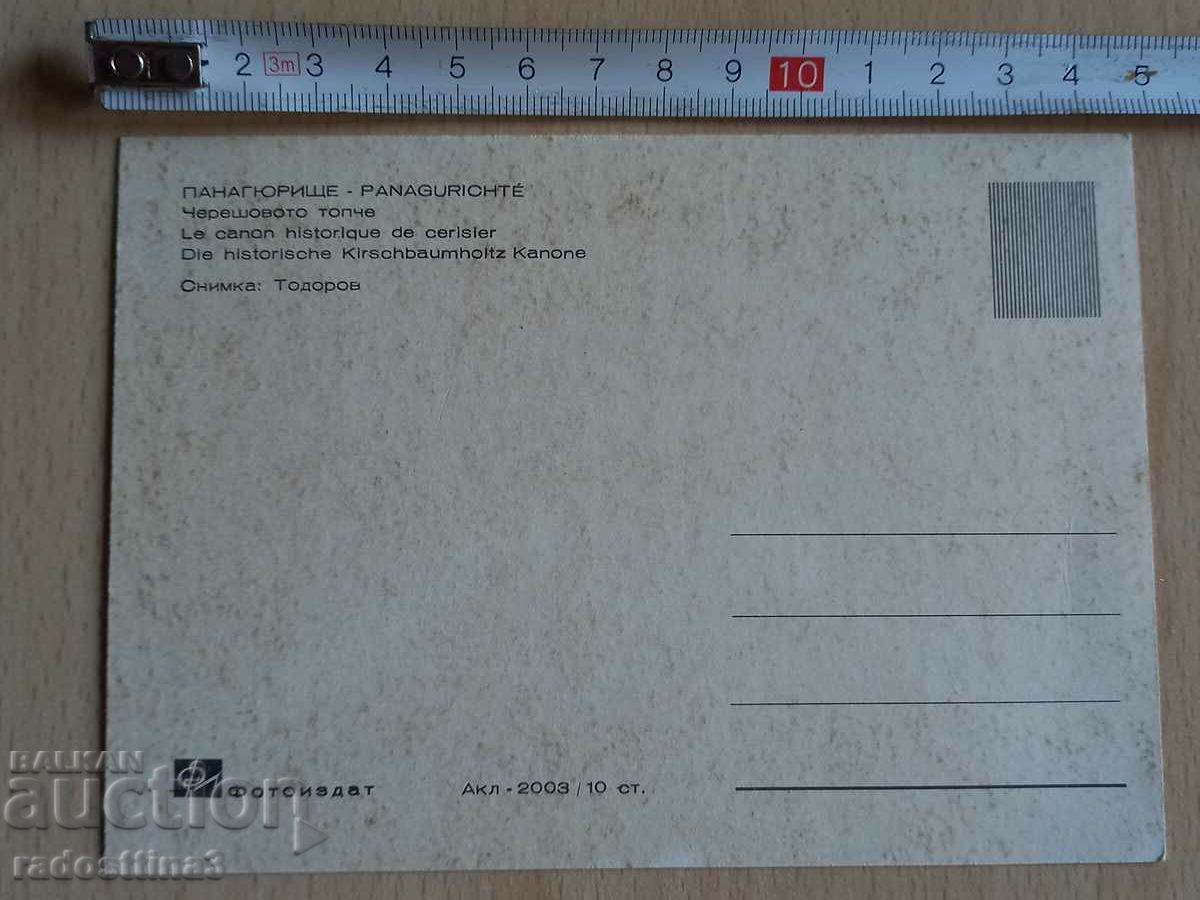 2 3m 3 4 5 6 7 8 9 10 1 2 3 4 5
ПАНАГЮРИЩЕ - PANAGURICHTÉ
Черешовото топче
Le canon historique de cerisier
Die historische Kirschbaumholtz Kanone
Снимка: Тодоров
Фотоиздат
Акл - 2003 / 10 ст.
BALKAN
auction
radosttina3